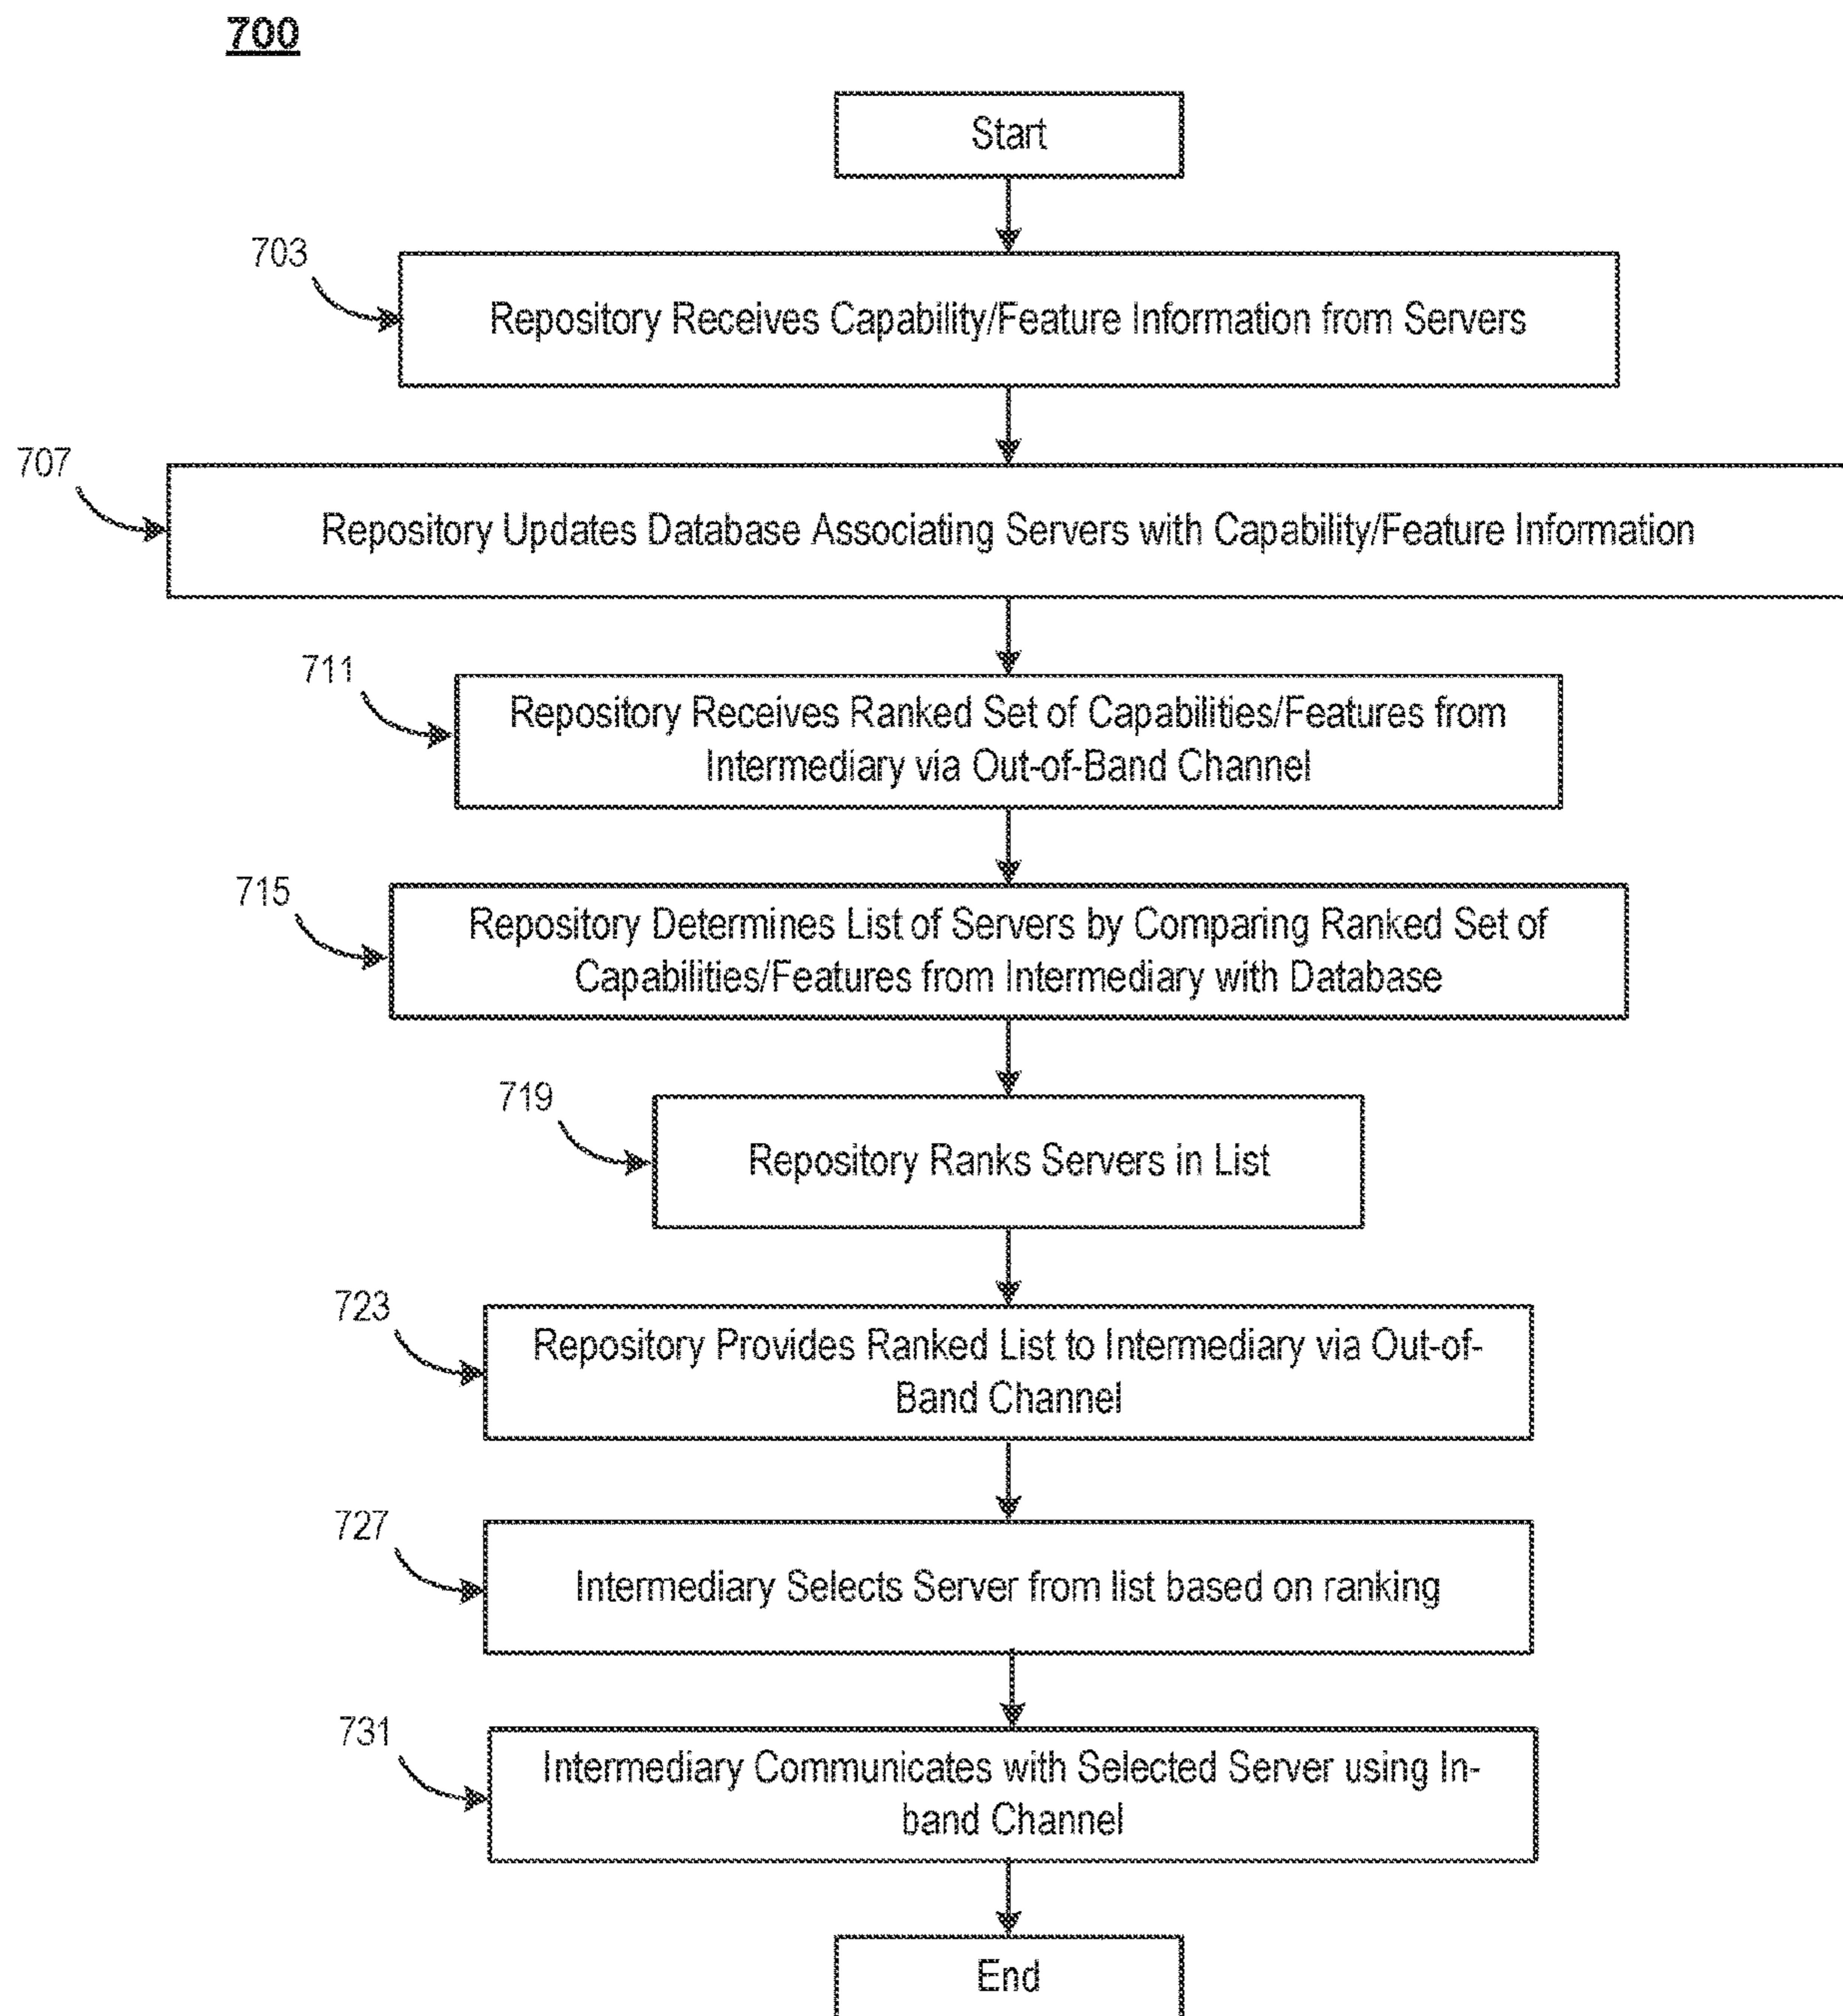 700
Start
703
Repository Receives Capability/Feature Information from Servers
707
Repository Updates Database Associating Servers with Capability/Feature Information
711
Repository Receives Ranked Set of Capabilities/Features from
Intermediary via Out-of-Band Channel
715
Repository Determines List of Servers by Comparing Ranked Set of
Capabilities/Features from Intermediary with Database
719
Repository Ranks Servers in List
723
Repository Provides Ranked List to Intermediary via Out-of-
Band Channel
727
Intermediary Selects Server from list based on ranking
731
Intermediary Communicates with Selected Server using In-
band Channel
End